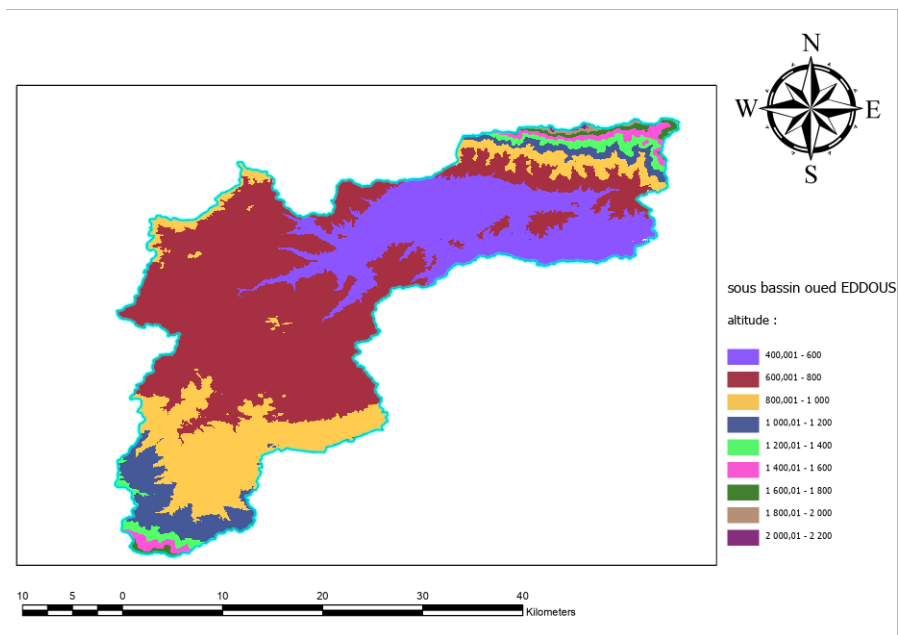 N
W E
S
sous bassin oued EDDOUS
altitude :
400,001 - 600
600,001 - 800
800,001 - 1 000
1 000,01 - 1 200
1 200,01 - 1 400
1 400,01 - 1 600
1 600,01 - 1 800
1 800,01 - 2 000
2 000,01 - 2 200
10 5 0 10 20 30 40
Kilometers